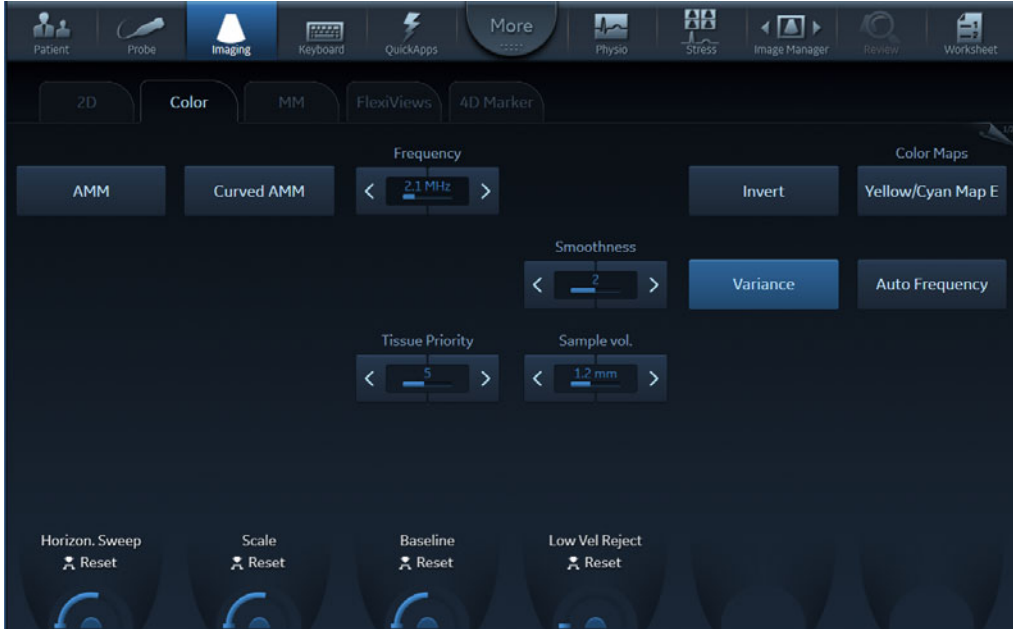 Patient
Probe
Imaging
Keyboard
QuickApps
More
Physio
Stress
Image Manager
Review
Worksheet
2D
Color
MM
FlexiViews
4D Marker
Frequency
Color Maps
AMM
Curved AMM
2.1 MHz
Invert
Yellow/Cyan Map E
Smoothness
2
Variance
Auto Frequency
Tissue Priority
Sample vol.
5
1.2 mm
Horizon. Sweep
Scale
Baseline
Low Vel Reject
Reset
Reset
Reset
Reset